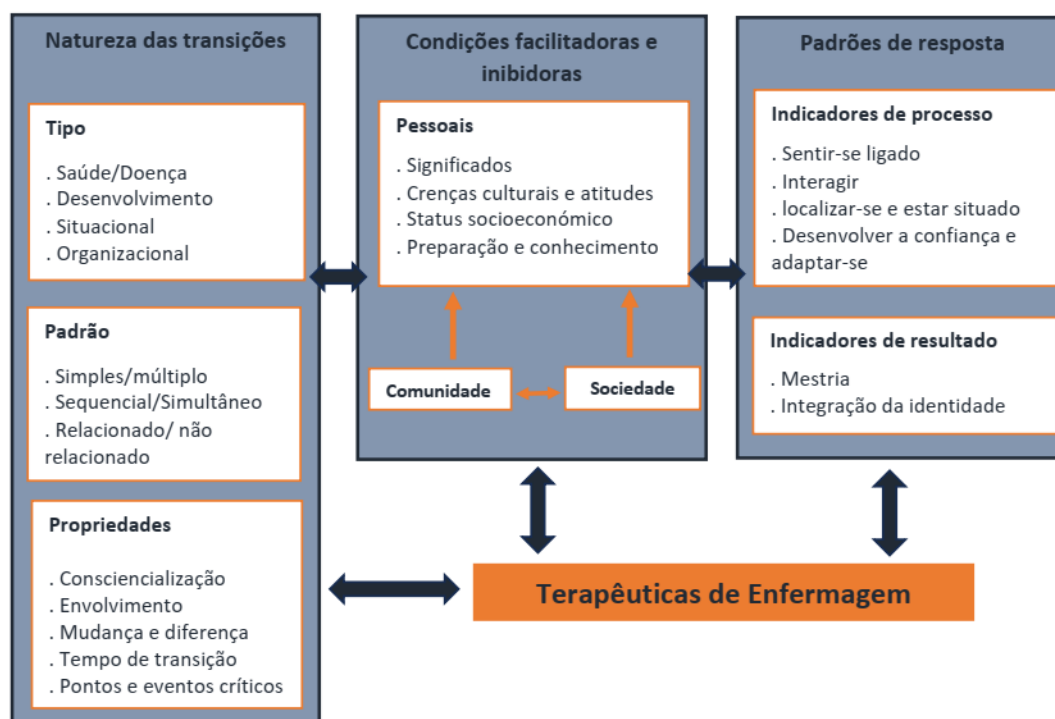 Natureza das transições
Tipo
. Saúde/Doença
. Desenvolvimento
. Situacional
. Organizacional
Padrão
. Simples/múltiplo
. Sequencial/Simultâneo
. Relacionado/ não
relacionado
Propriedades
. Consciencialização
. Envolvimento
. Mudança e diferença
. Tempo de transição
. Pontos e eventos críticos
Condições facilitadoras e
inibidoras
Pessoais
. Significados
. Crenças culturais e atitudes
. Status socioeconómico
. Preparação e conhecimento
Comunidade
Sociedade
Padrões de resposta
Indicadores de processo
. Sentir-se ligado
. Interagir
. localizar-se e estar situado
. Desenvolver a confiança e
adaptar-se
Indicadores de resultado
. Mestria
. Integração da identidade
Terapêuticas de Enfermagem